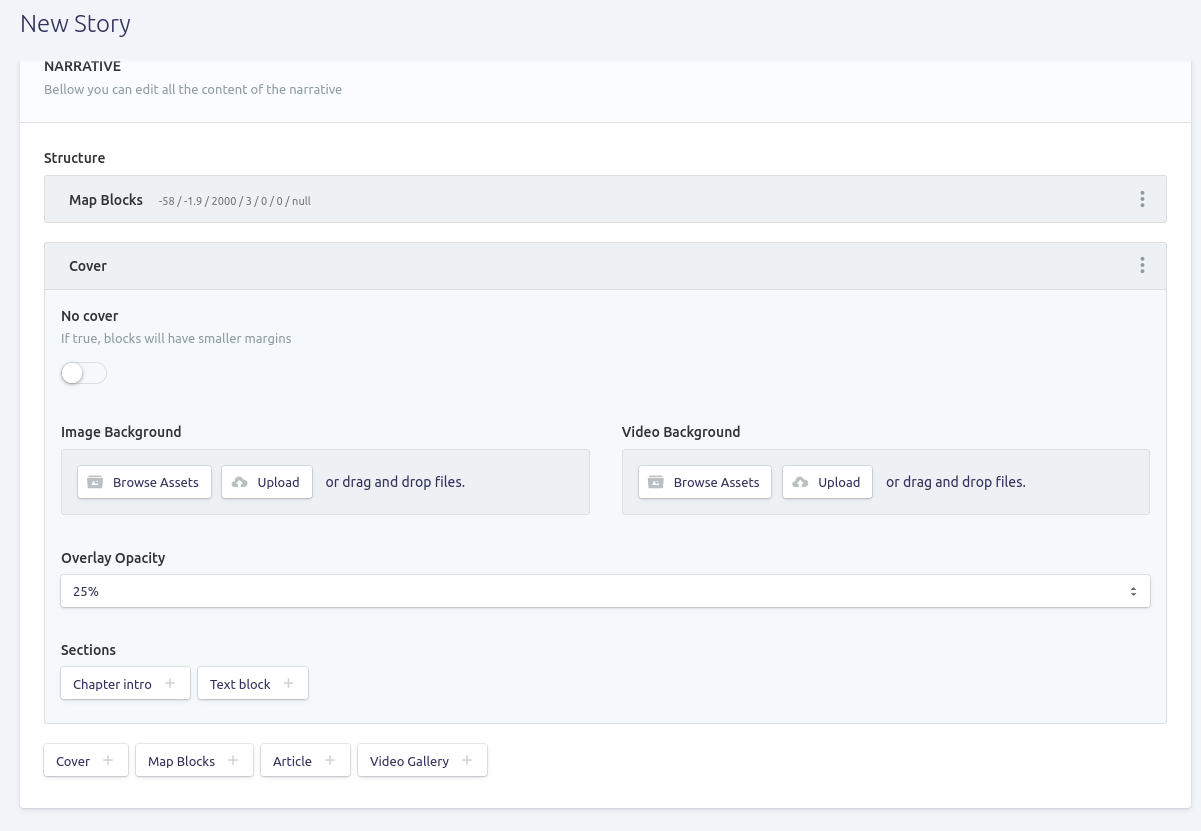 New Story
NARRATIVE
Bellow you can edit all the content of the narrative
Structure
Map Blocks -58 / -1.9 / 2000 / 3 / 0 / 0 / null
Cover
No cover
If true, blocks will have smaller margins
Image Background
Video Background
Browse Assets Upload or drag and drop files.
Browse Assets Upload or drag and drop files.
Overlay Opacity
25%
Sections
Chapter intro + Text block +
Cover + Map Blocks + Article + Video Gallery +